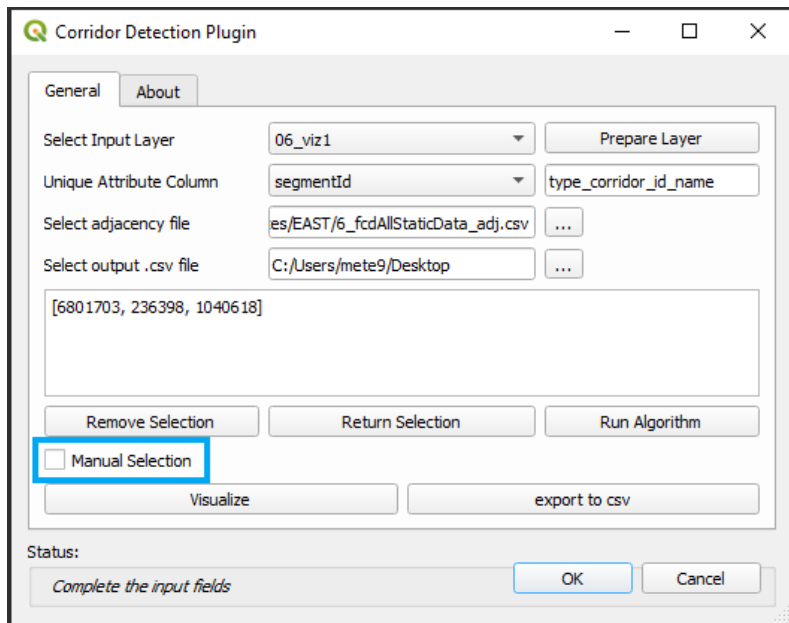 Corridor Detection Plugin
General About
Select Input Layer 06_viz1 Prepare Layer
Unique Attribute Column segmentId type_corridor_id_name
Select adjacency file es/EAST/6_fcdAllStaticData_adj.csv ...
Select output .csv file C:/Users/mete9/Desktop ...
[6801703, 236398, 1040618]
Remove Selection Return Selection Run Algorithm
Manual Selection
Visualize export to csv
Status:
Complete the input fields OK Cancel